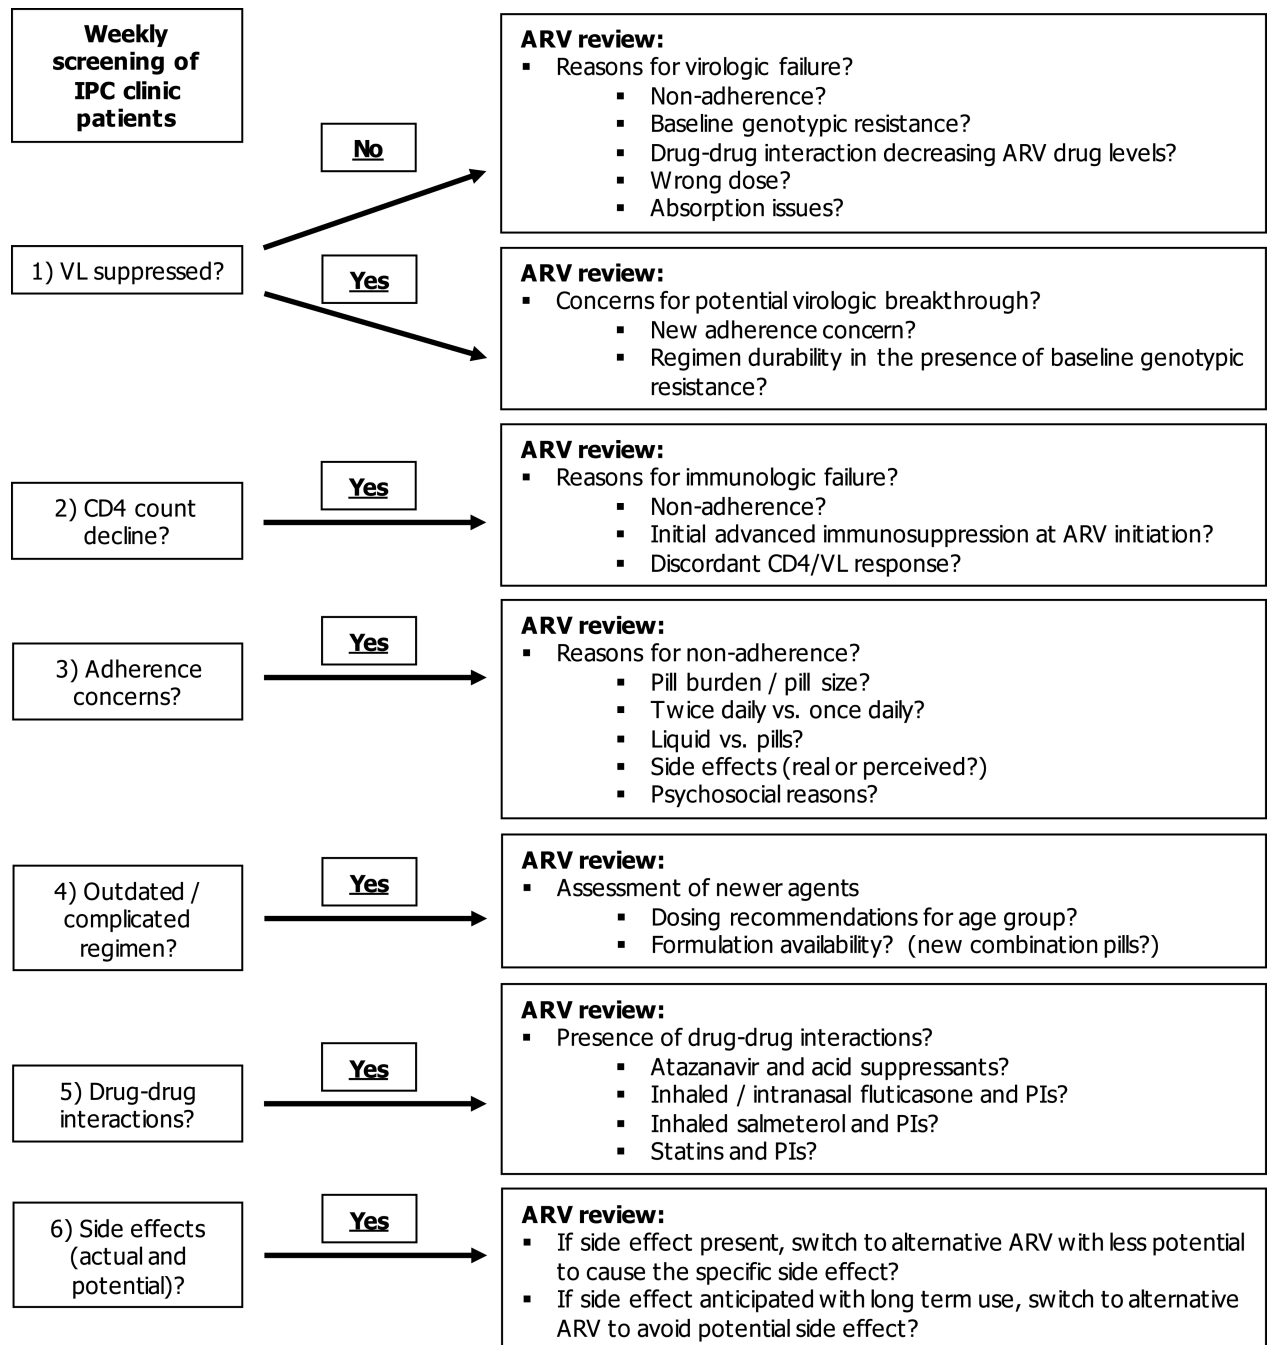 Weekly
screening of
IPC clinic
patients
No
ARV review:
▪ Reasons for virologic failure?
▪ Non-adherence?
▪ Baseline genotypic resistance?
▪ Drug-drug interaction decreasing ARV drug levels?
▪ Wrong dose?
▪ Absorption issues?
1) VL suppressed?
Yes
ARV review:
▪ Concerns for potential virologic breakthrough?
▪ New adherence concern?
▪ Regimen durability in the presence of baseline genotypic
resistance?
2) CD4 count
decline?
Yes
ARV review:
▪ Reasons for immunologic failure?
▪ Non-adherence?
▪ Initial advanced immunosuppression at ARV initiation?
▪ Discordant CD4/VL response?
3) Adherence
concerns?
Yes
ARV review:
▪ Reasons for non-adherence?
▪ Pill burden / pill size?
▪ Twice daily vs. once daily?
▪ Liquid vs. pills?
▪ Side effects (real or perceived?)
▪ Psychosocial reasons?
4) Outdated /
complicated
regimen?
Yes
ARV review:
▪ Assessment of newer agents
▪ Dosing recommendations for age group?
▪ Formulation availability? (new combination pills?)
5) Drug-drug
interactions?
Yes
ARV review:
▪ Presence of drug-drug interactions?
▪ Atazanavir and acid suppressants?
▪ Inhaled / intranasal fluticasone and PIs?
▪ Inhaled salmeterol and PIs?
▪ Statins and PIs?
6) Side effects
(actual and
potential)?
Yes
ARV review:
▪ If side effect present, switch to alternative ARV with less potential
to cause the specific side effect?
▪ If side effect anticipated with long term use, switch to alternative
ARV to avoid potential side effect?